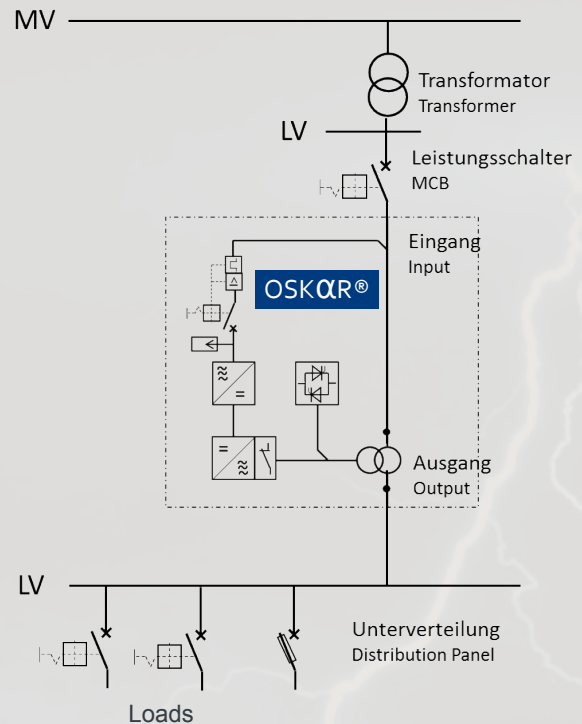 MV
Transformator
Transformer
LV
Leistungsschalter
MCB
Eingang
Input
OSKαR®
Ausgang
Output
LV
Unterverteilung
Distribution Panel
Loads